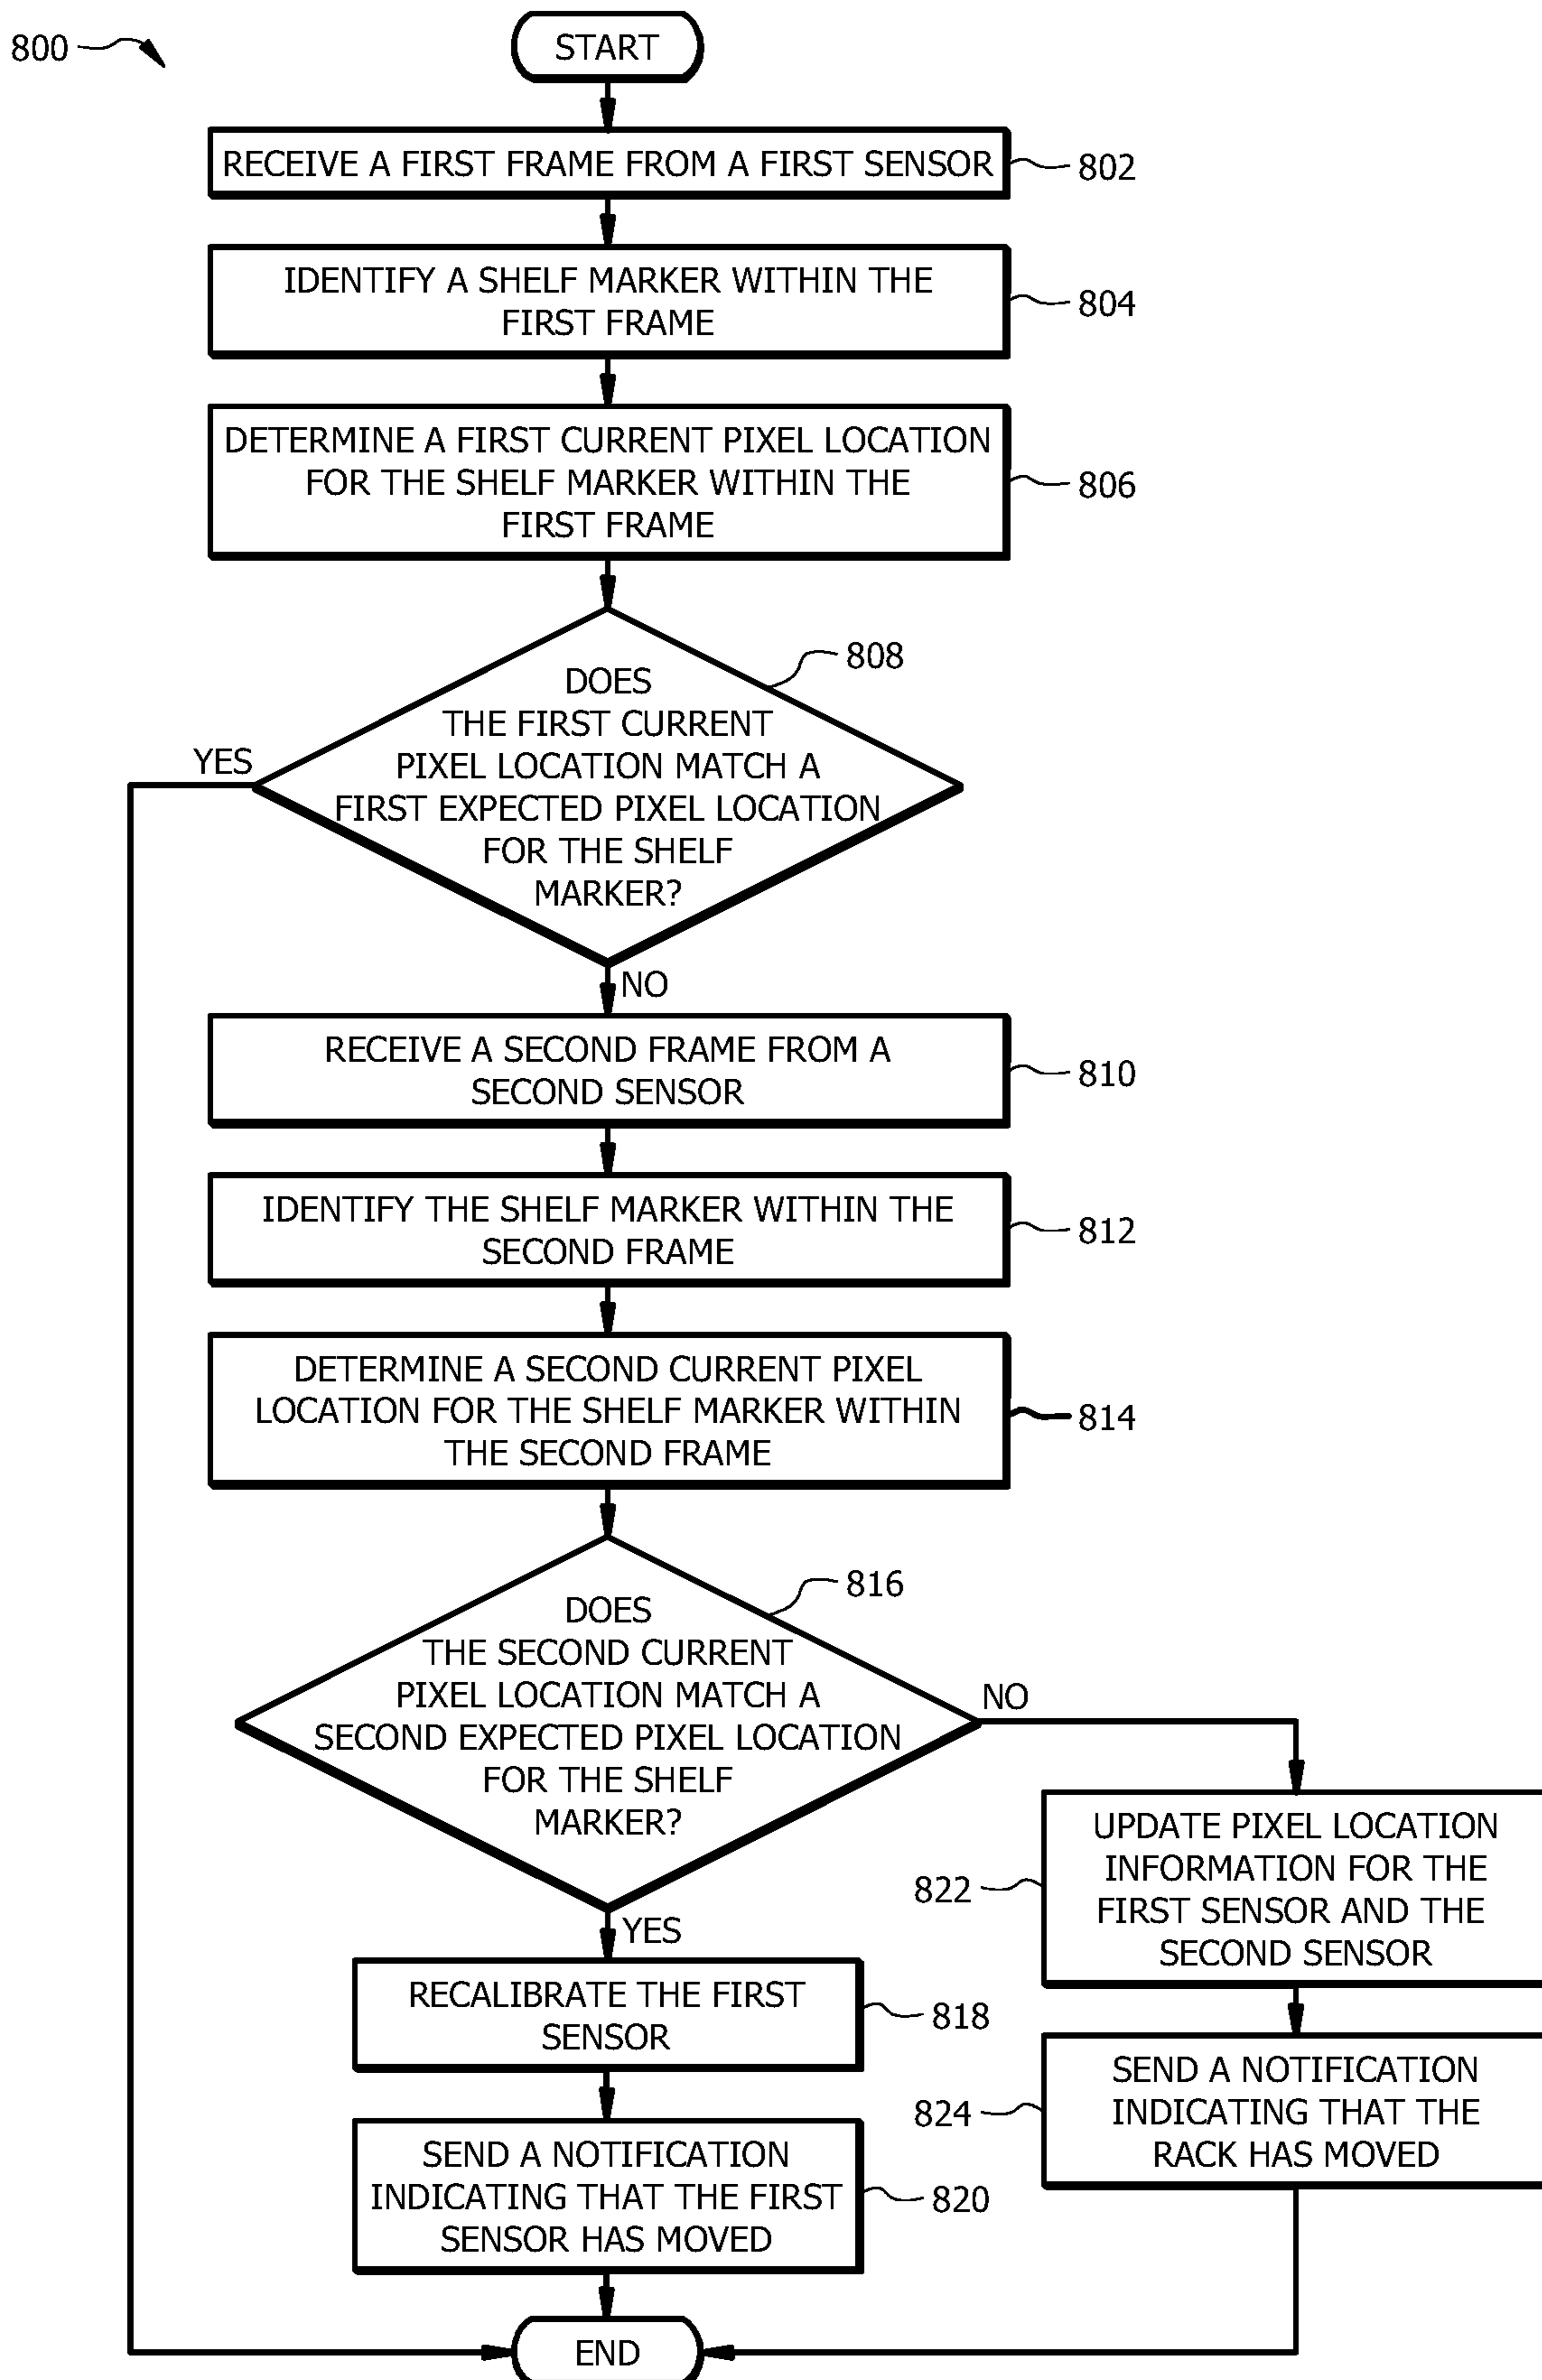 800
START
RECEIVE A FIRST FRAME FROM A FIRST SENSOR
802
IDENTIFY A SHELF MARKER WITHIN THE
FIRST FRAME
804
DETERMINE A FIRST CURRENT PIXEL LOCATION
FOR THE SHELF MARKER WITHIN THE
FIRST FRAME
806
808
DOES
THE FIRST CURRENT
PIXEL LOCATION MATCH A
FIRST EXPECTED PIXEL LOCATION
FOR THE SHELF
MARKER?
YES
NO
RECEIVE A SECOND FRAME FROM A
SECOND SENSOR
810
IDENTIFY THE SHELF MARKER WITHIN THE
SECOND FRAME
812
DETERMINE A SECOND CURRENT PIXEL
LOCATION FOR THE SHELF MARKER WITHIN
THE SECOND FRAME
814
816
DOES
THE SECOND CURRENT
PIXEL LOCATION MATCH A
SECOND EXPECTED PIXEL LOCATION
FOR THE SHELF
MARKER?
NO
YES
UPDATE PIXEL LOCATION
INFORMATION FOR THE
FIRST SENSOR AND THE
SECOND SENSOR
822
RECALIBRATE THE FIRST
SENSOR
818
SEND A NOTIFICATION
INDICATING THAT THE
RACK HAS MOVED
824
SEND A NOTIFICATION
INDICATING THAT THE FIRST
SENSOR HAS MOVED
820
END